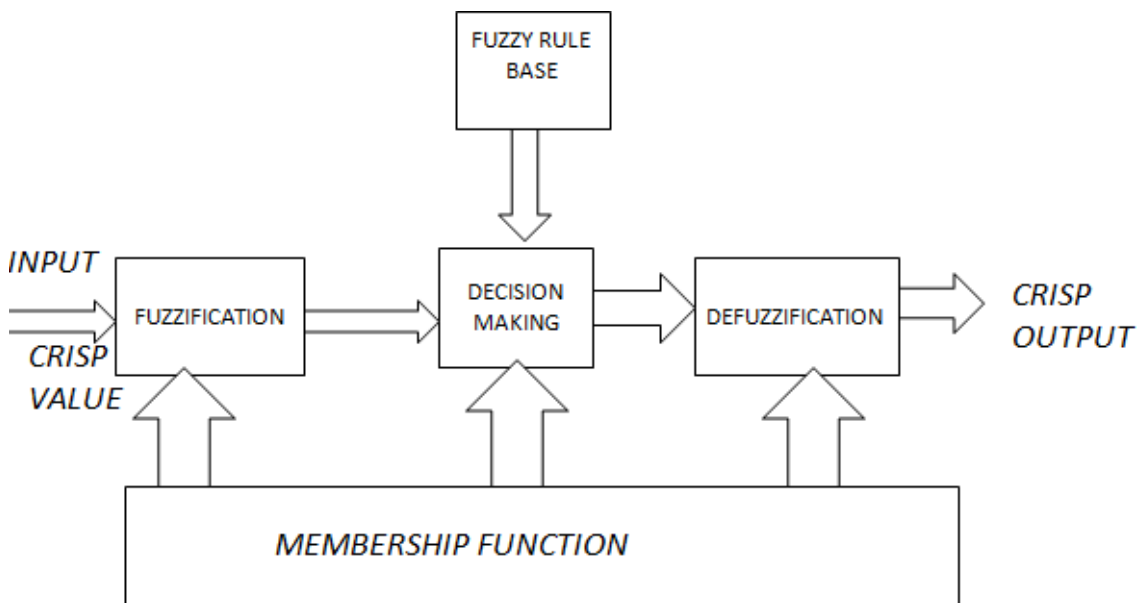 FUZZY RULE
BASE
INPUT
CRISP
VALUE
FUZZIFICATION
DECISION
MAKING
DEFUZZIFICATION
CRISP
OUTPUT
MEMBERSHIP FUNCTION